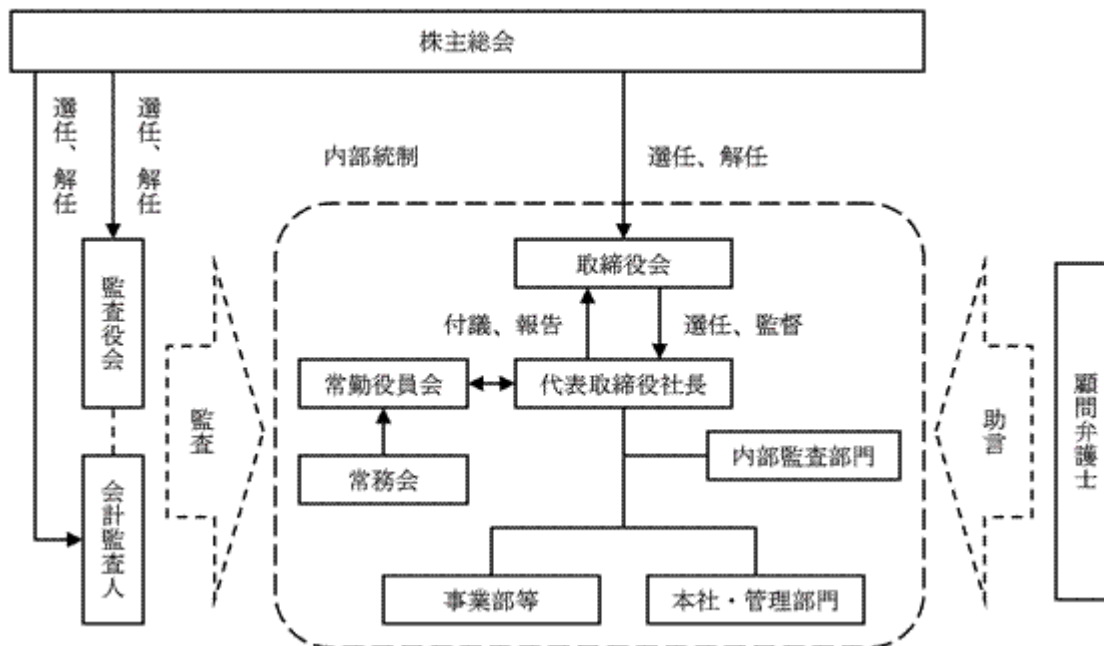 株主総会
選任、解任
選任、解任
内部統制
選任、解任
取締役会
監査役会
付議、報告
選任、監督
常勤役員会
代表取締役社長
監査
助言
顧問弁護士
内部監査部門
常務会
会計監査人
事業部等
本社・管理部門